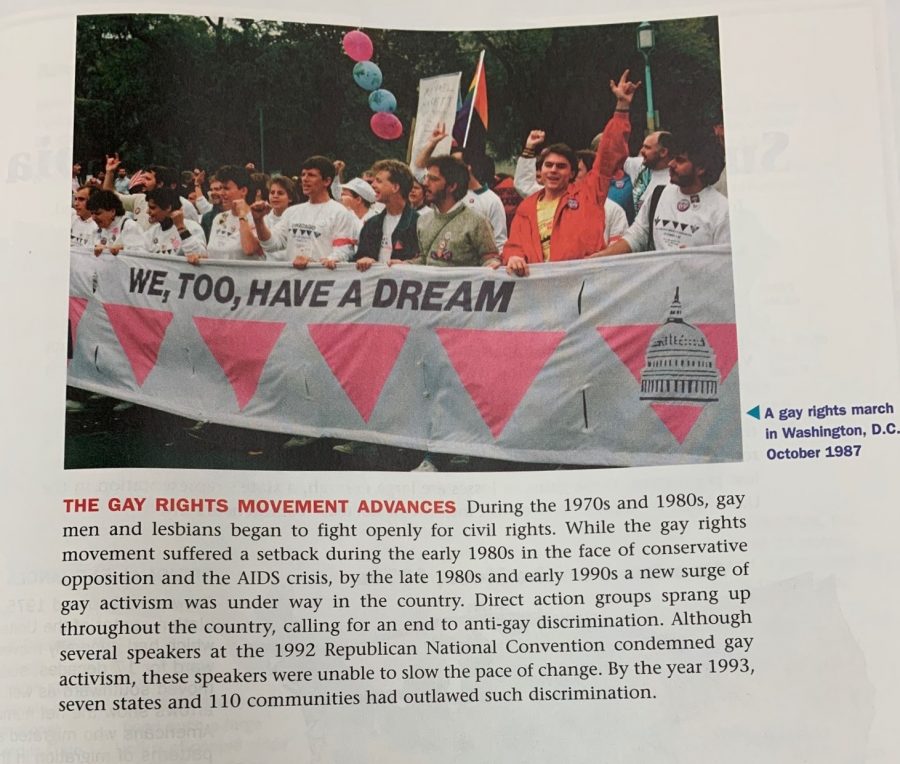 WE, TOO, HAVE A DREAM
A gay rights march
in Washington, D.C.
October 1987
THE GAY RIGHTS MOVEMENT ADVANCES During the 1970s and 1980s, gay
men and lesbians began to fight openly for civil rights. While the gay rights
movement suffered a setback during the early 1980s in the face of conservative
opposition and the AIDS crisis, by the late 1980s and early 1990s a new surge of
gay activism was under way in the country. Direct action groups sprang up
throughout the country, calling for an end to anti-gay discrimination. Although
several speakers at the 1992 Republican National Convention condemned gay
activism, these speakers were unable to slow the pace of change. By the year 1993,
seven states and 110 communities had outlawed such discrimination.